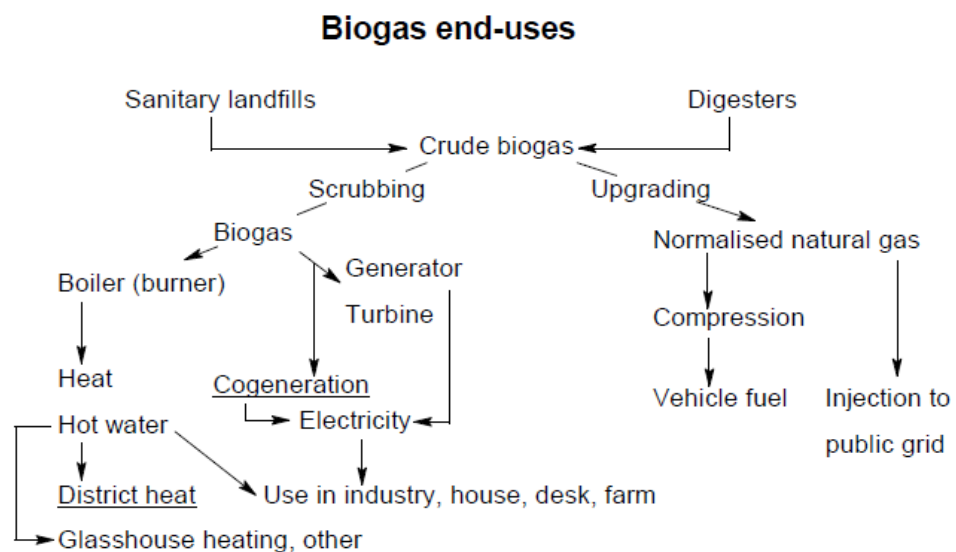 Biogas end-uses
Sanitary landfills
Digesters
Crude biogas
Scrubbing
Upgrading
Biogas
Normalised natural gas
Boiler (burner)
Generator
Turbine
Compression
Heat
Cogeneration
Vehicle fuel
Injection to
public grid
Hot water
Electricity
District heat
Use in industry, house, desk, farm
Glasshouse heating, other